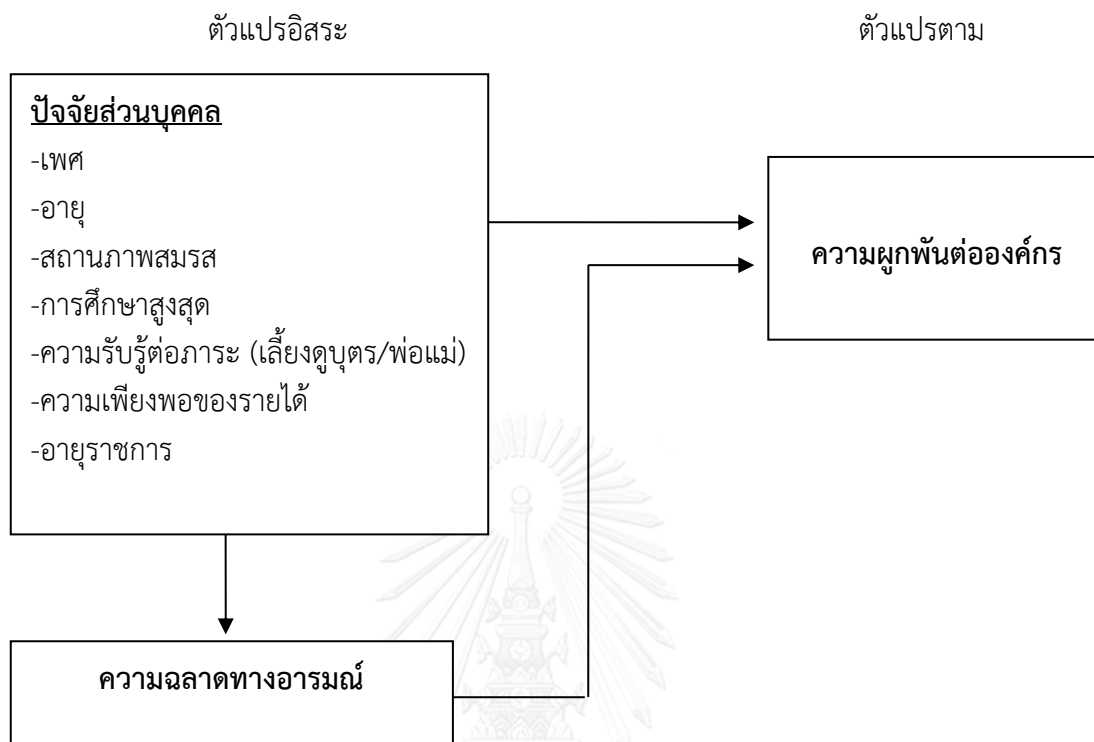 ตัวแปรอิสระ
ตัวแปรตาม
ปัจจัยส่วนบุคคล
-เพศ
-อายุ
-สถานภาพสมรส
-การศึกษาสูงสุด
-ความรับรู้ต่อภาระ (เลี้ยงดูบุตร/พ่อแม่)
-ความเพียงพอของรายได้
-อายุราชการ
ความผูกพันต่อองค์กร
ความฉลาดทางอารมณ์